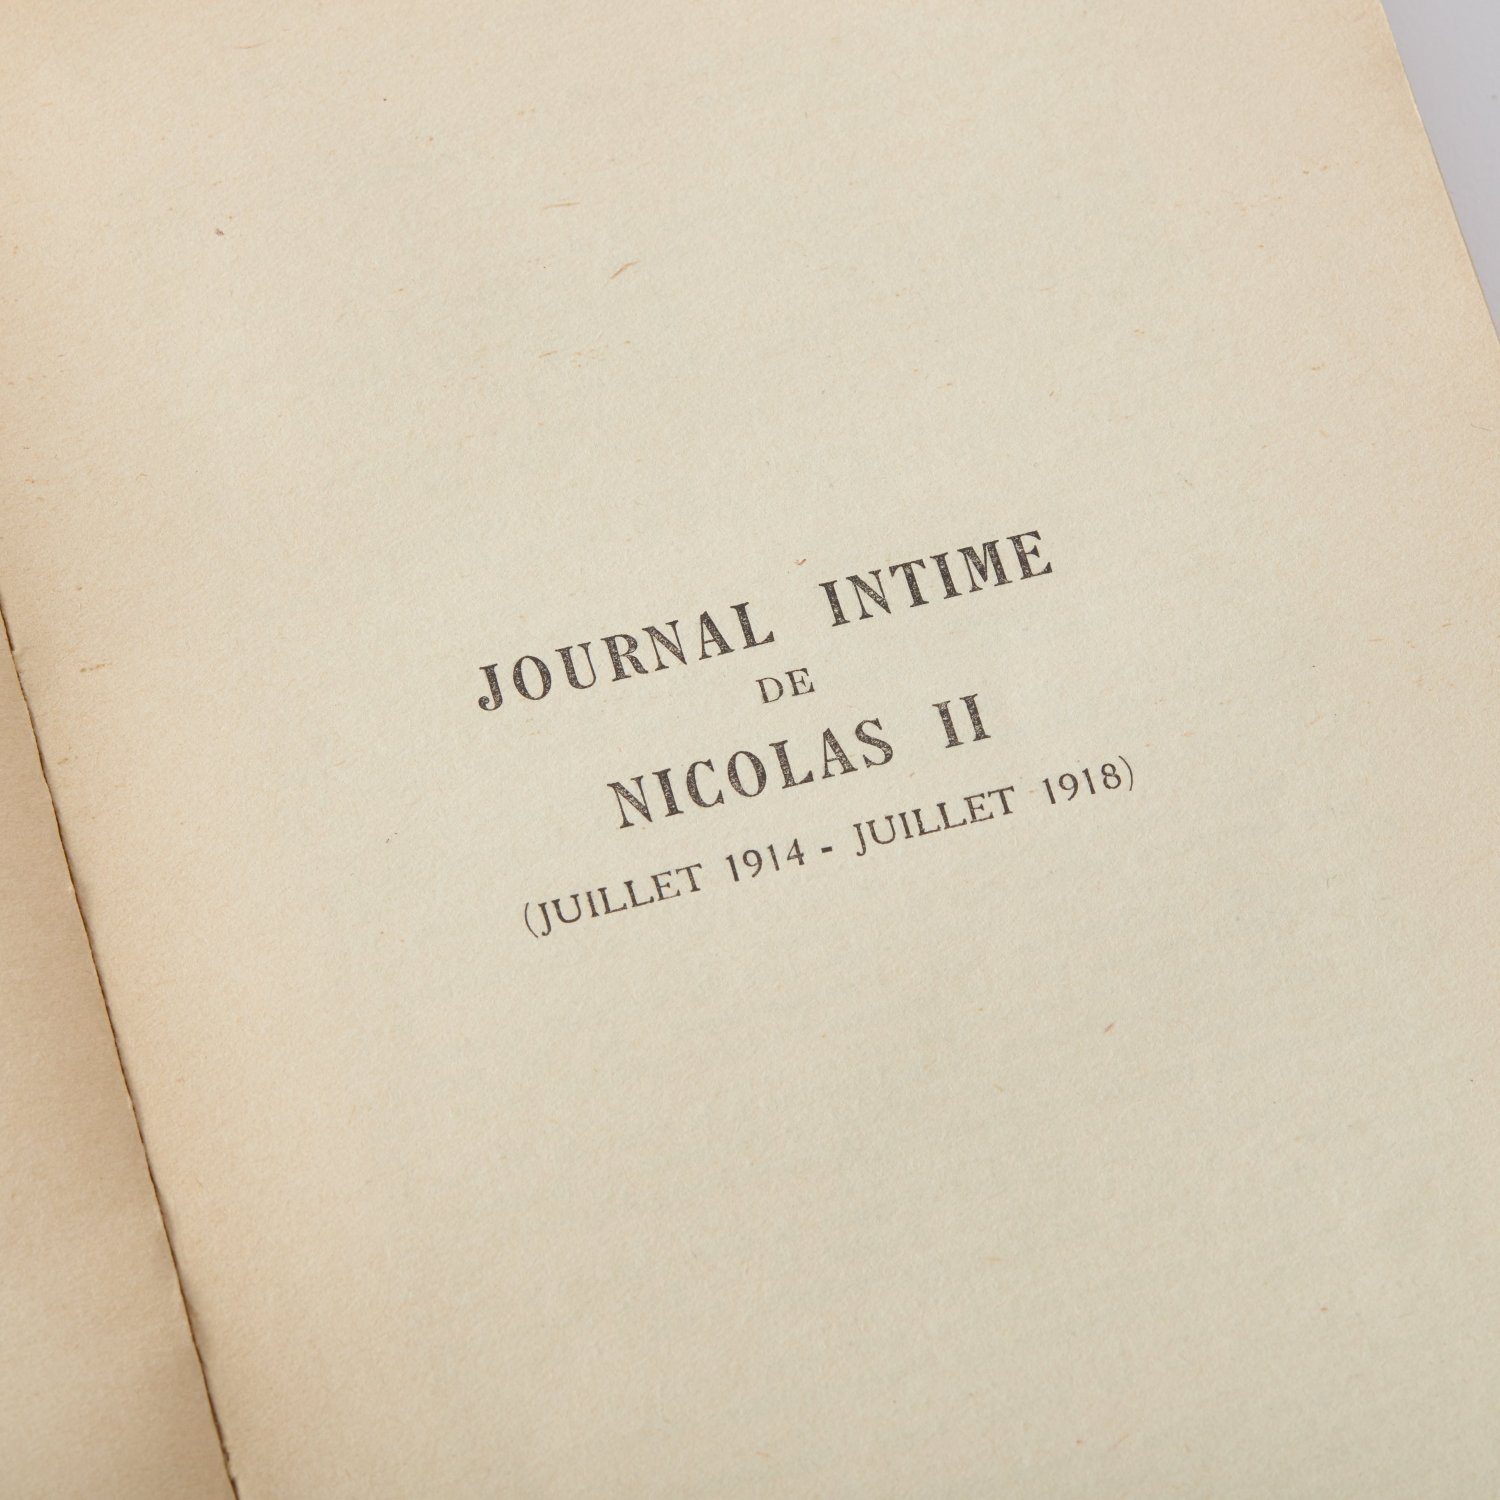 JOURNAL INTIME
DE
NICOLAS II
(JUILLET 1914 - JUILLET 1918)